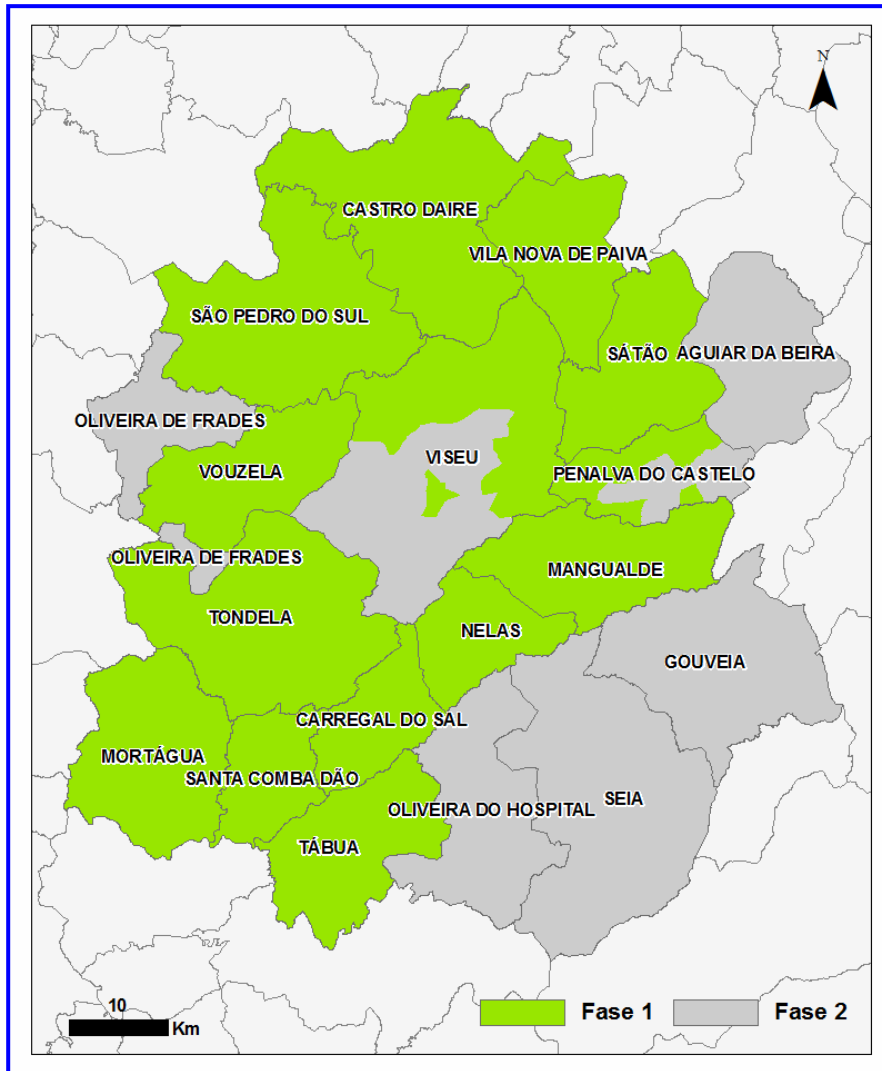 N
CASTRO DAIRE
VILA NOVA DE PAIVA
SÃO PEDRO DO SUL
SÁTÃO
AGUIAR DA BEIRA
OLIVEIRA DE FRADES
VISEU
VOUZELA
PENALVA DO CASTELO
OLIVEIRA DE FRADES
MANGUALDE
TONDELA
NELAS
GOUVEIA
CARREGAL DO SAL
MORTÁGUA
SANTA COMBA DÃO
SEIA
OLIVEIRA DO HOSPITAL
TÁBUA
10
Km
Fase 1
Fase 2